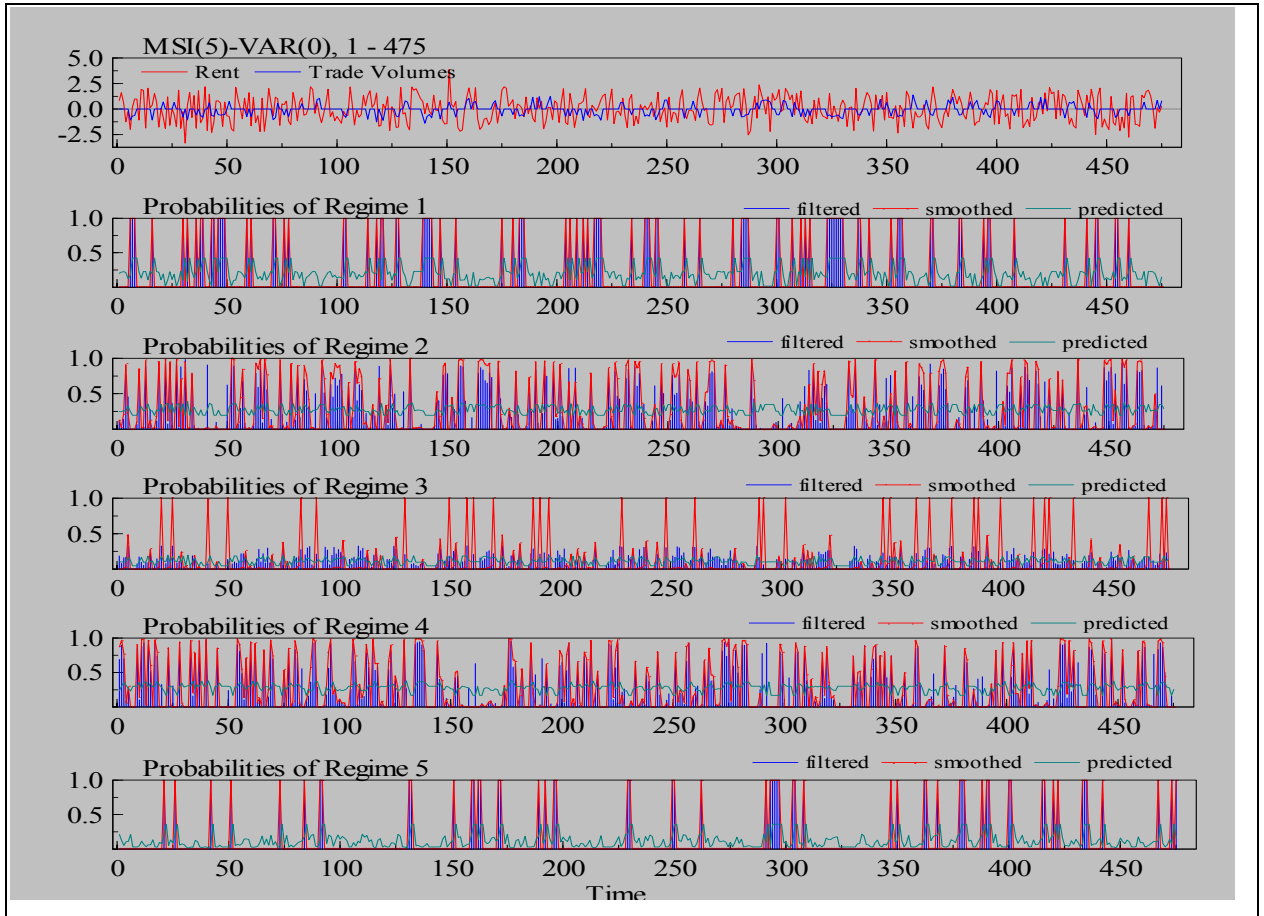 MSI(5)-VAR(0), 1 - 475
5.0
Rent Trade Volumes
2.5
0.0
-2.5
0 50 100 150 200 250 300 350 400 450
Probabilities of Regime 1
filtered smoothed predicted
1.0
0.5
0 50 100 150 200 250 300 350 400 450
Probabilities of Regime 2
filtered smoothed predicted
1.0
0.5
0 50 100 150 200 250 300 350 400 450
Probabilities of Regime 3
filtered smoothed predicted
1.0
0.5
0 50 100 150 200 250 300 350 400 450
Probabilities of Regime 4
filtered smoothed predicted
1.0
0.5
0 50 100 150 200 250 300 350 400 450
Probabilities of Regime 5
filtered smoothed predicted
1.0
0.5
0 50 100 150 200 250 300 350 400 450
Time